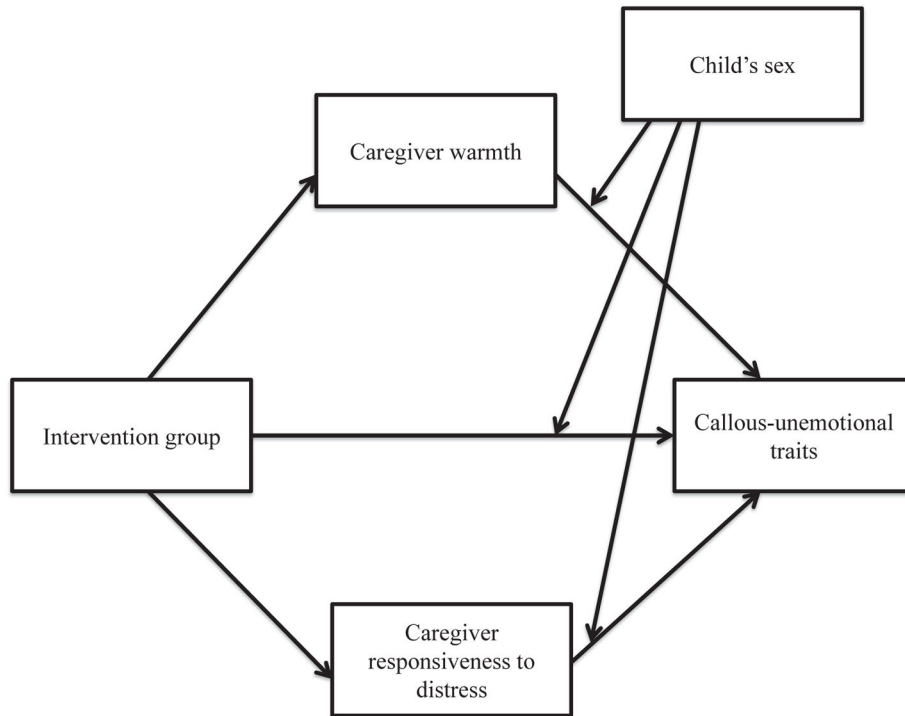 Child’s sex
Caregiver warmth
Intervention group
Callous-unemotional
traits
Caregiver
responsiveness to
distress